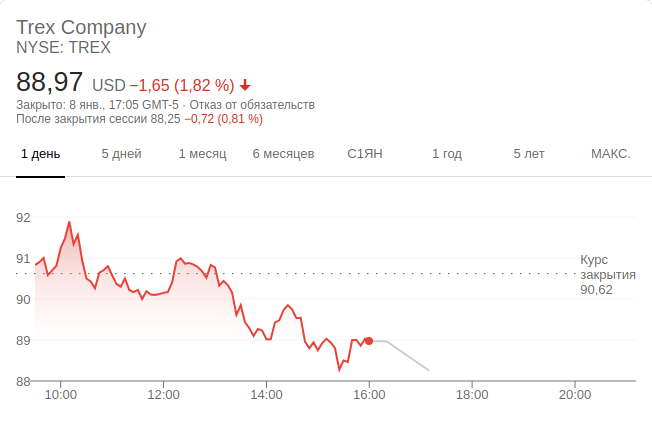 Trex Company
NYSE: TREX
88,97 USD −1,65 (1,82 %)
Закрыто: 8 янв., 17:05 GMT-5 · Отказ от обязательств
После закрытия сессии 88,25 −0,72 (0,81 %)
1 день 5 дней 1 месяц 6 месяцев С1ЯН 1 год 5 лет МАКС.
92
91
90
89
88
Курс
закрытия
90,62
10:00 12:00 14:00 16:00 18:00 20:00